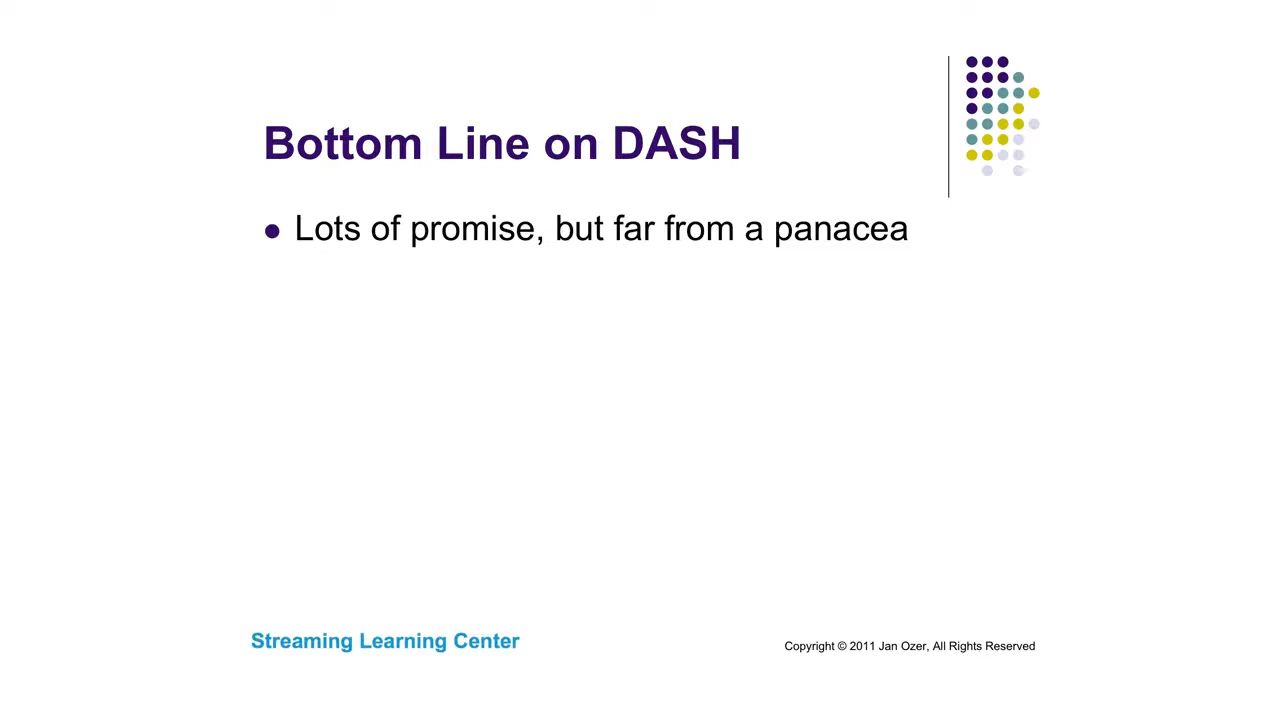 Bottom Line on DASH
Lots of promise, but far from a panacea
Streaming Learning Center
Copyright © 2011 Jan Ozer, All Rights Reserved